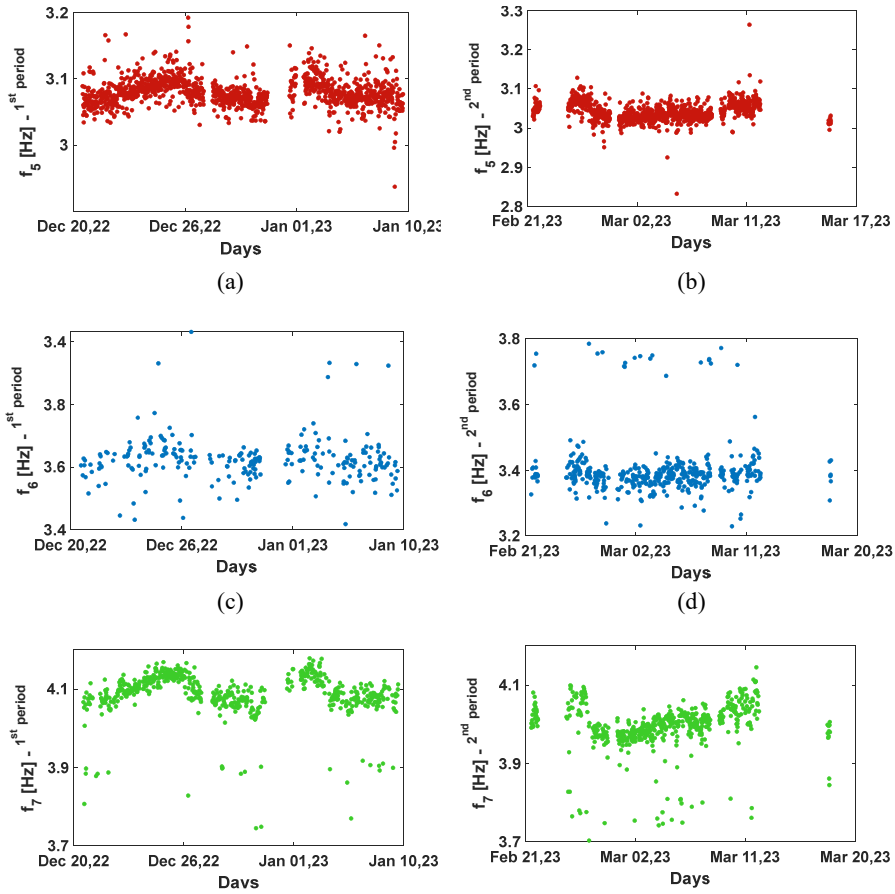 f5 [Hz] - 1st period
3.2
3.1
3
Dec 20,22 Dec 26,22 Jan 01,23 Jan 10,23
Days
(a)
f5 [Hz] - 2nd period
3.3
3.2
3.1
3
2.9
2.8
Feb 21,23 Mar 02,23 Mar 11,23 Mar 17,23
Days
(b)
f6 [Hz] - 1st period
3.4
3.6
3.4
Dec 20,22 Dec 26,22 Jan 01,23 Jan 10,23
Days
(c)
f6 [Hz] - 2nd period
3.8
3.6
3.4
3.2
Feb 21,23 Mar 02,23 Mar 11,23 Mar 20,23
Days
(d)
f7 [Hz] - 1st period
4.1
3.9
3.7
Dec 20,22 Dec 26,22 Jan 01,23 Jan 10,23
Days
f7 [Hz] - 2nd period
4.1
3.9
3.7
Feb 21,23 Mar 02,23 Mar 11,23 Mar 20,23
Days